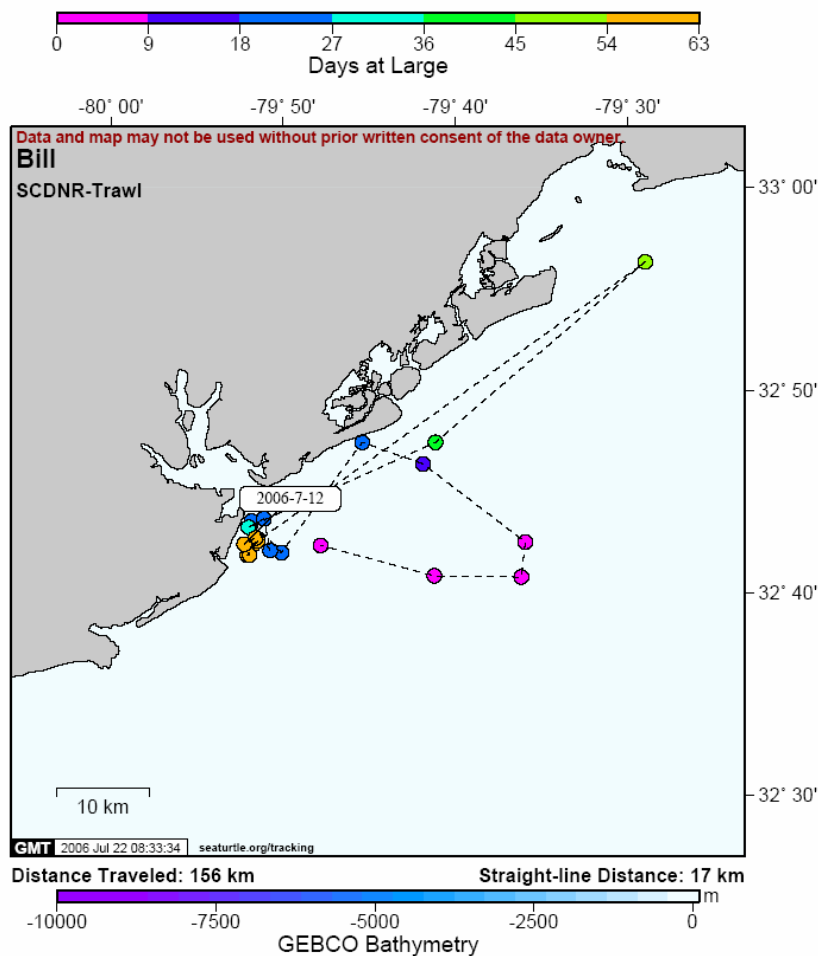 0 9 18 27 36 45 54 63
Days at Large
-80° 00' -79° 50' -79° 40' -79° 30'
Data and map may not be used without prior written consent of the data owner.
Bill
SCDNR-Trawl
33° 00'
32° 50'
2006-7-12
32° 40'
10 km
32° 30'
GMT 2006 Jul 22 08:33:34 seaturtle.org/tracking
Distance Traveled: 156 km Straight-line Distance: 17 km
m
-10000 -7500 -5000 -2500 0
GEBCO Bathymetry